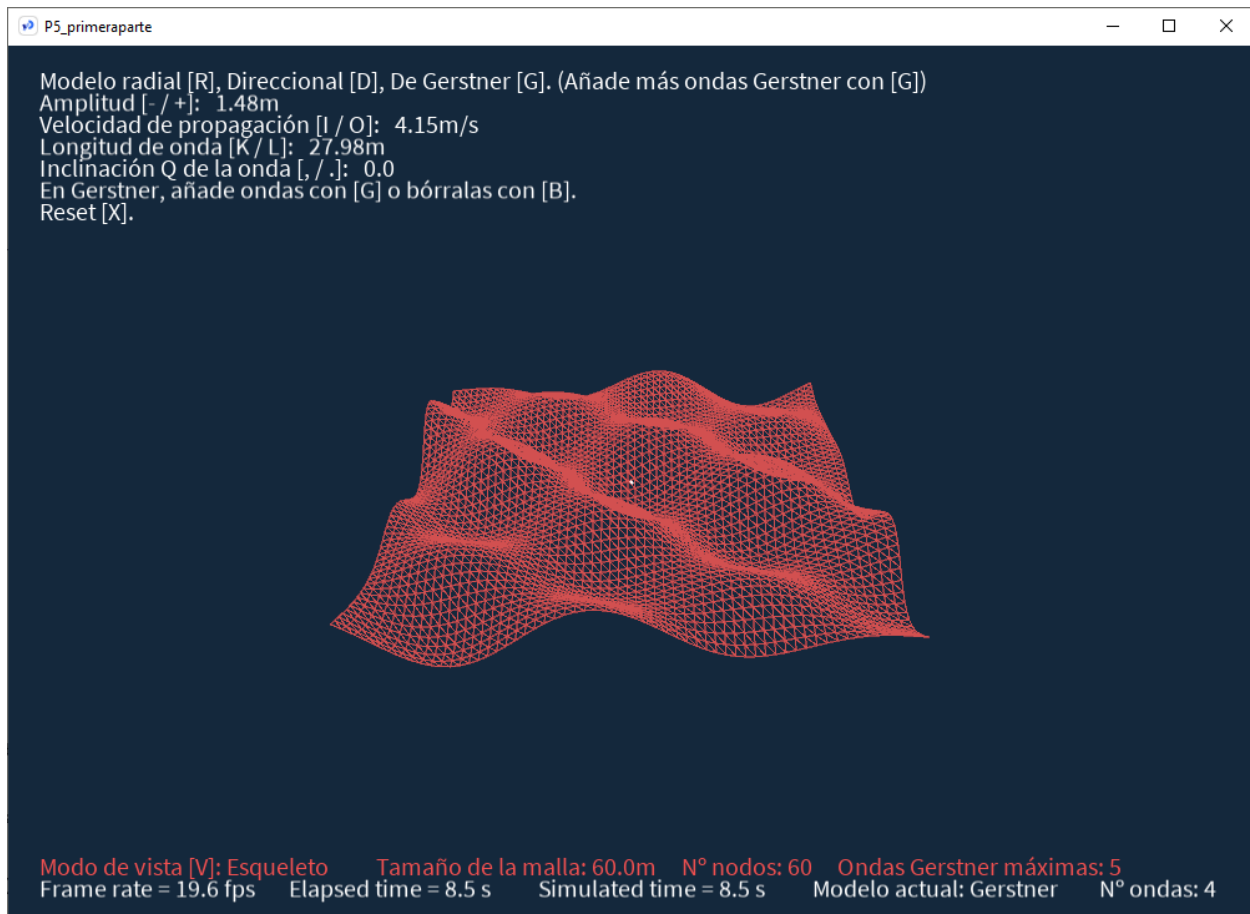 P5_primeraparte
Modelo radial [R], Direccional [D], De Gerstner [G]. (Añade más ondas Gerstner con [G])
Amplitud [- / +]: 1.48m
Velocidad de propagación [I / O]: 4.15m/s
Longitud de onda [K / L]: 27.98m
Inclinación Q de la onda [, / .]: 0.0
En Gerstner, añade ondas con [G] o bórralas con [B].
Reset [X].
Modo de vista [V]: Esqueleto Tamaño de la malla: 60.0m Nº nodos: 60 Ondas Gerstner máximas: 5
Frame rate = 19.6 fps Elapsed time = 8.5 s Simulated time = 8.5 s Modelo actual: Gerstner Nº ondas: 4